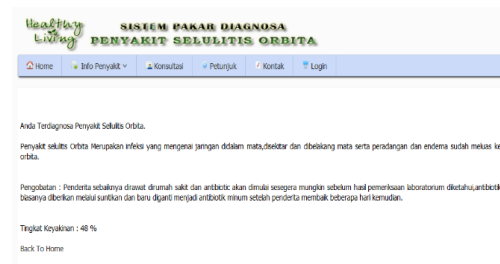 Healthy
Living
SISTEM PAKAR DIAGNOSA
PENYAKIT SELULITIS ORBITA
Home Info Penyakit Konsultasi Petunjuk Kontak Login
Anda Terdiagnosa Penyakit Selulitis Orbita.
Penyakit selulitis Orbita Merupakan infeksi yang mengenai jaringan didalam mata,disekitar dan dibelakang mata serta peradangan dan endema sudah meluas ke
orbita.
Pengobatan : Penderita sebaiknya dirawat dirumah sakit dan antibiotic akan dimulai sesegera mungkin sebelum hasil pemeriksaan laboratorium diketahui,antibiotik
biasanya diberikan melalui suntikan dan baru diganti menjadi antibiotik minum setelah penderita membaik beberapa hari kemudian.
Tingkat Keyakinan : 48 %
Back To Home